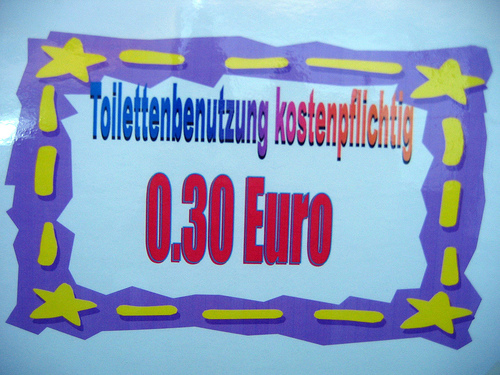 Toilettenbenutzung kostenpflichtig
0.30 Euro